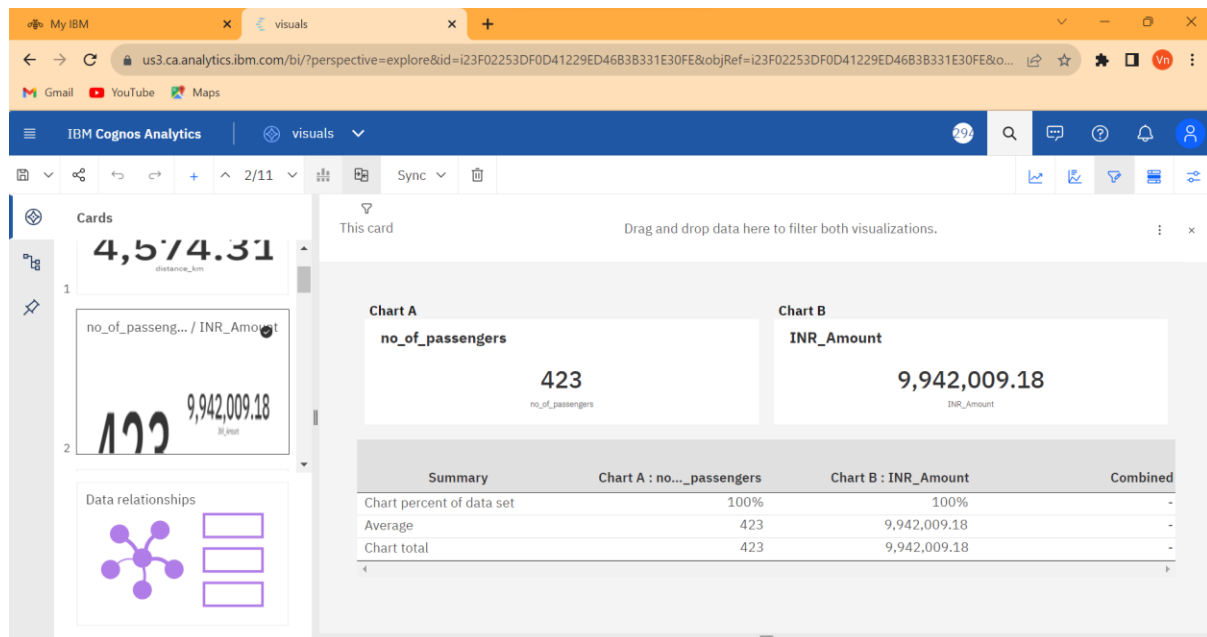 My IBM
visuals
us3.ca.analytics.ibm.com/bi/?perspective=explore&id=i23F02253DF0D41229ED46B3B331E30FE&objRef=i23F02253DF0D41229ED46B3B331E30FE&o...
Vn
Gmail YouTube Maps
IBM Cognos Analytics visuals 294
2/11 Sync
Cards
4,574.31
distance_km
1
no_of_passeng... / INR_Amount
423 9,942,009.18
INR_Amount
2
Data relationships
This card
Drag and drop data here to filter both visualizations.
Chart A Chart B
no_of_passengers INR_Amount
423 9,942,009.18
no_of_passengers INR_Amount
Summary Chart A : no..._passengers Chart B : INR_Amount Combined
Chart percent of data set 100% 100% -
Average 423 9,942,009.18 -
Chart total 423 9,942,009.18 -